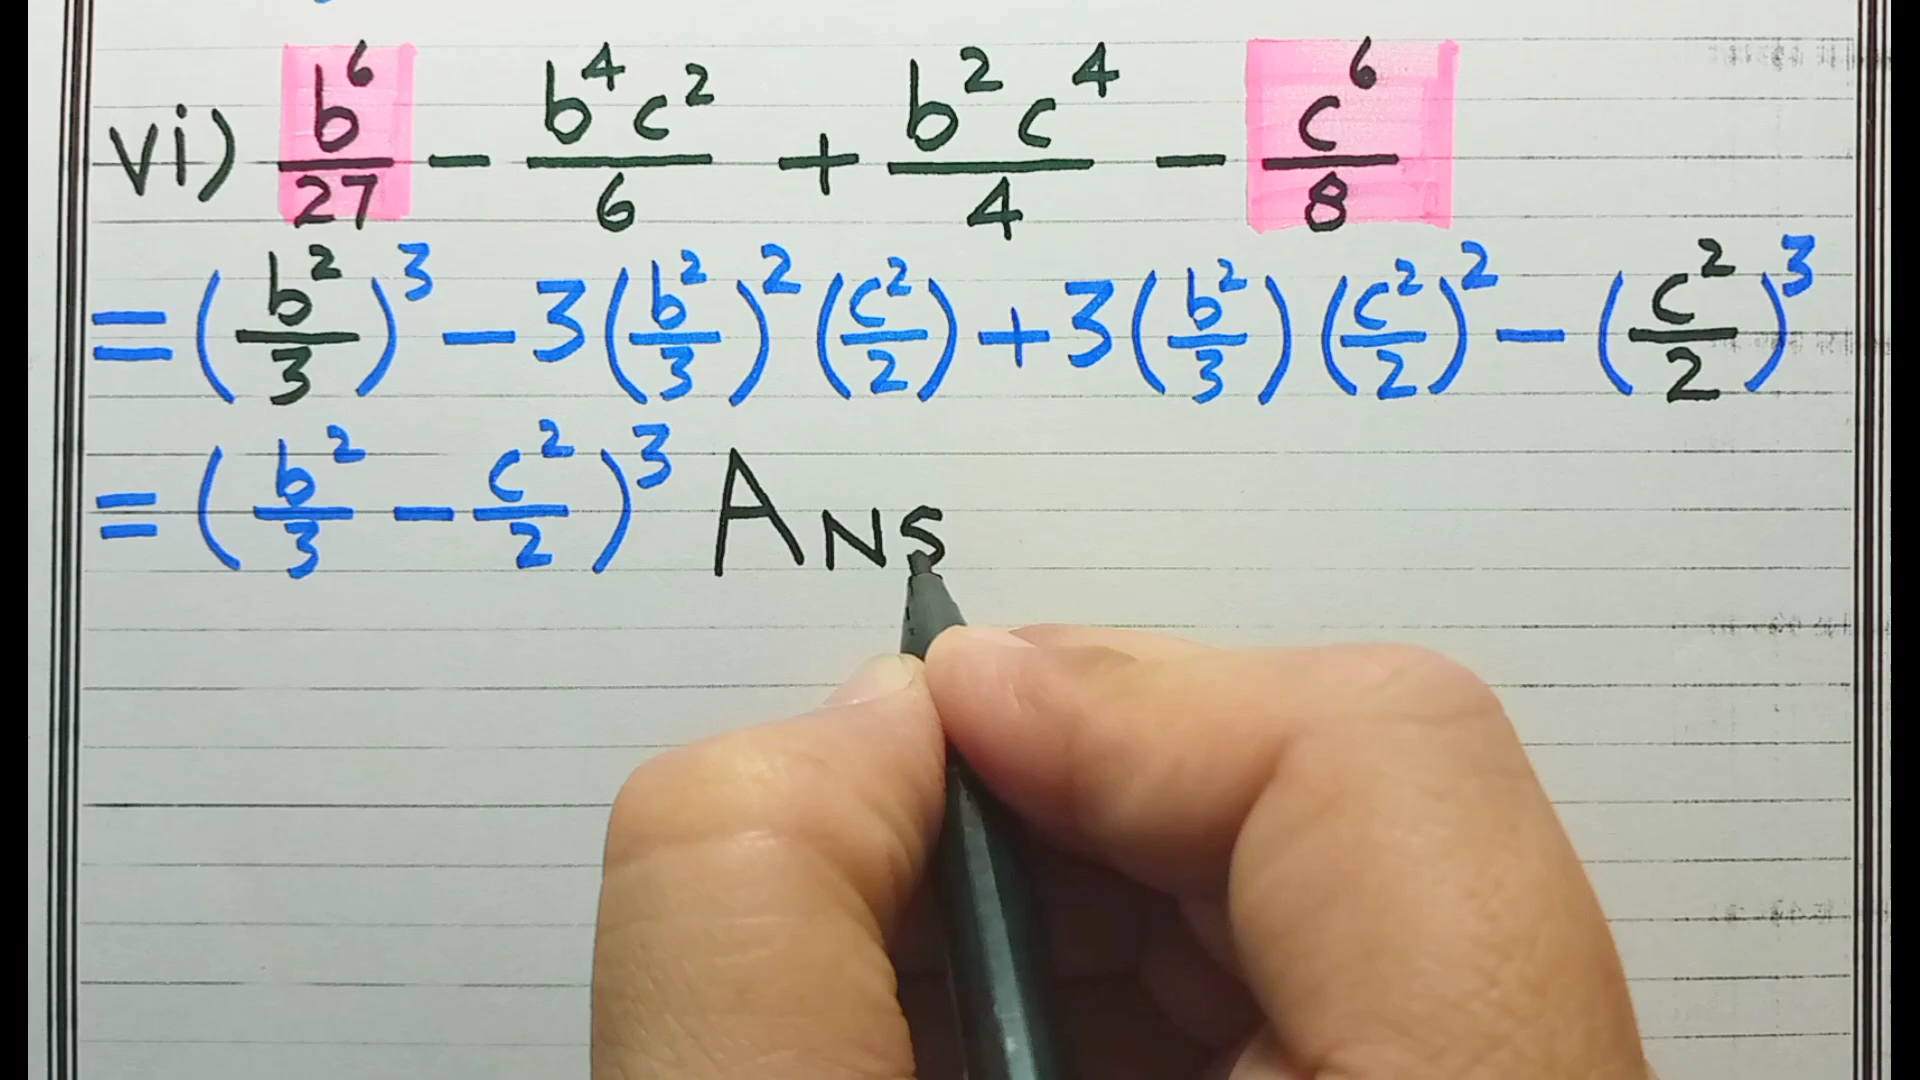 vi) b⁶/27 − b⁴c²/6 + b²c⁴/4 − c⁶/8
= (b²/3)³ − 3(b²/3)²(c²/2) + 3(b²/3)(c²/2)² − (c²/2)³
= (b²/3 − c²/2)³ Ans